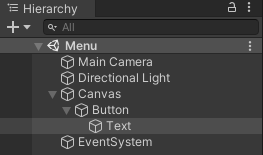 Hierarchy
All
Menu
Main Camera
Directional Light
Canvas
Button
Text
EventSystem